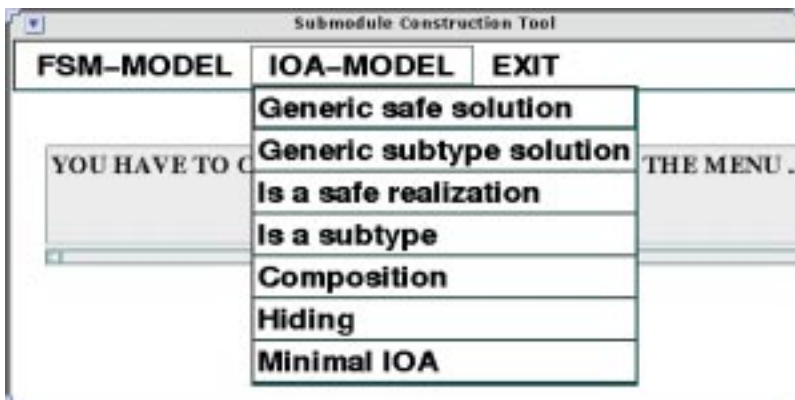 Submodule Construction Tool
FSM–MODEL IOA–MODEL EXIT
Generic safe solution
Generic subtype solution
YOU HAVE TO THE MENU .
Is a safe realization
Is a subtype
Composition
Hiding
Minimal IOA